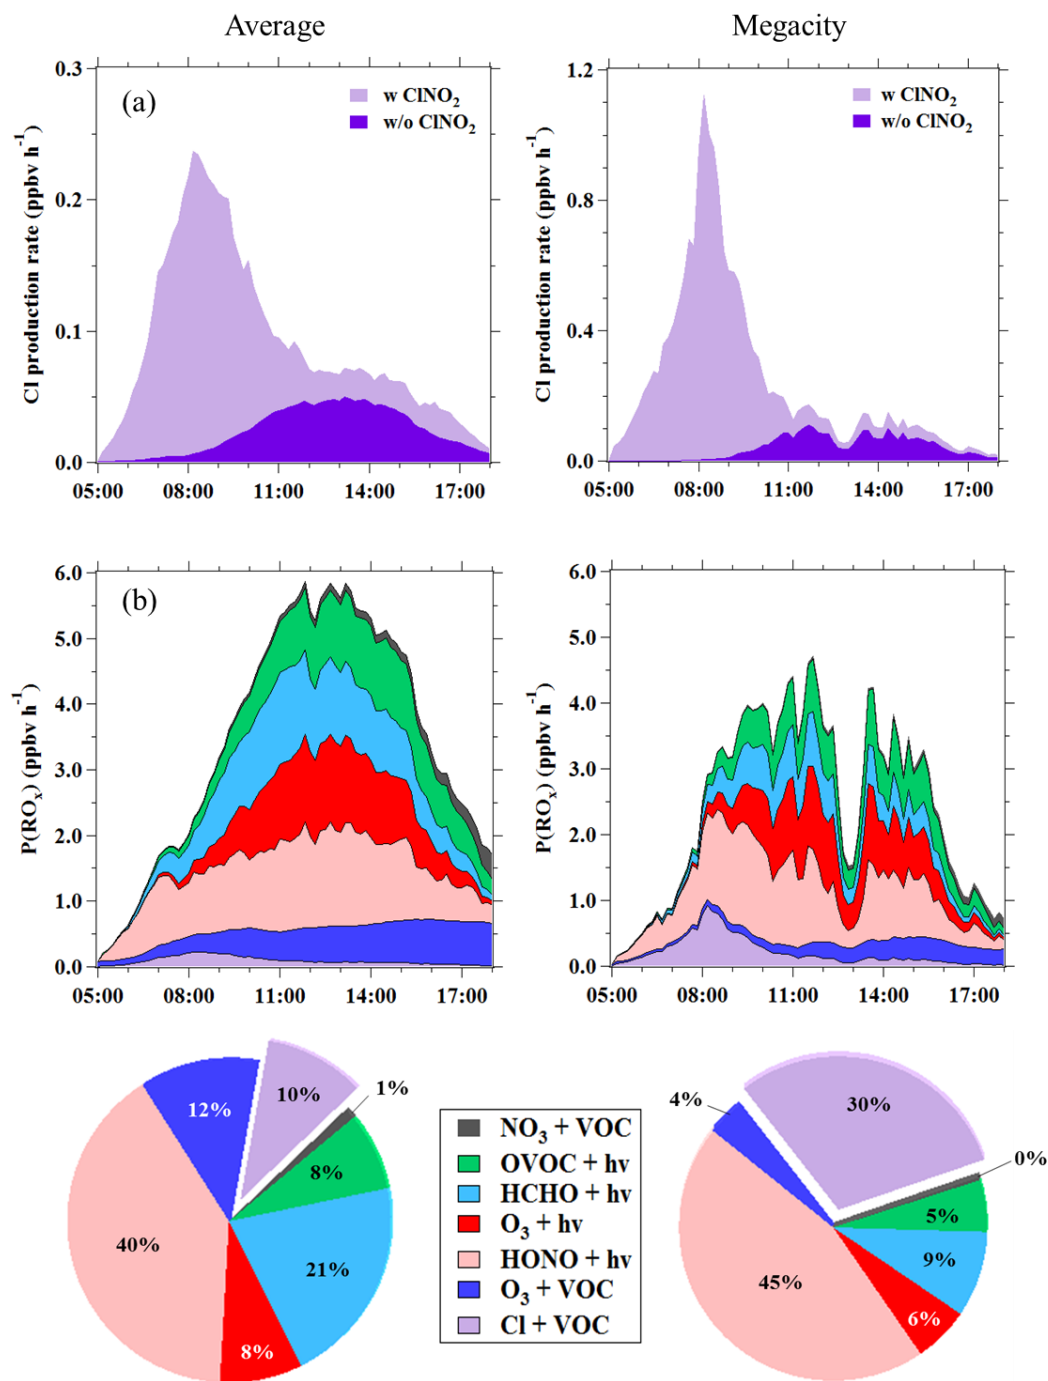 Average
Megacity
(a)
0.3
0.2
0.1
0.0
Cl production rate (ppbv h⁻¹)
w ClNO₂
w/o ClNO₂
05:00 08:00 11:00 14:00 17:00
1.2
0.8
0.4
0.0
Cl production rate (ppbv h⁻¹)
w ClNO₂
w/o ClNO₂
05:00 08:00 11:00 14:00 17:00
(b)
6.0
5.0
4.0
3.0
2.0
1.0
0.0
P(ROₓ) (ppbv h⁻¹)
05:00 08:00 11:00 14:00 17:00
6.0
5.0
4.0
3.0
2.0
1.0
0.0
P(ROₓ) (ppbv h⁻¹)
05:00 08:00 11:00 14:00 17:00
12%
10%
1%
8%
21%
8%
40%
NO₃ + VOC
OVOC + hv
HCHO + hv
O₃ + hv
HONO + hv
O₃ + VOC
Cl + VOC
4%
30%
0%
5%
9%
6%
45%